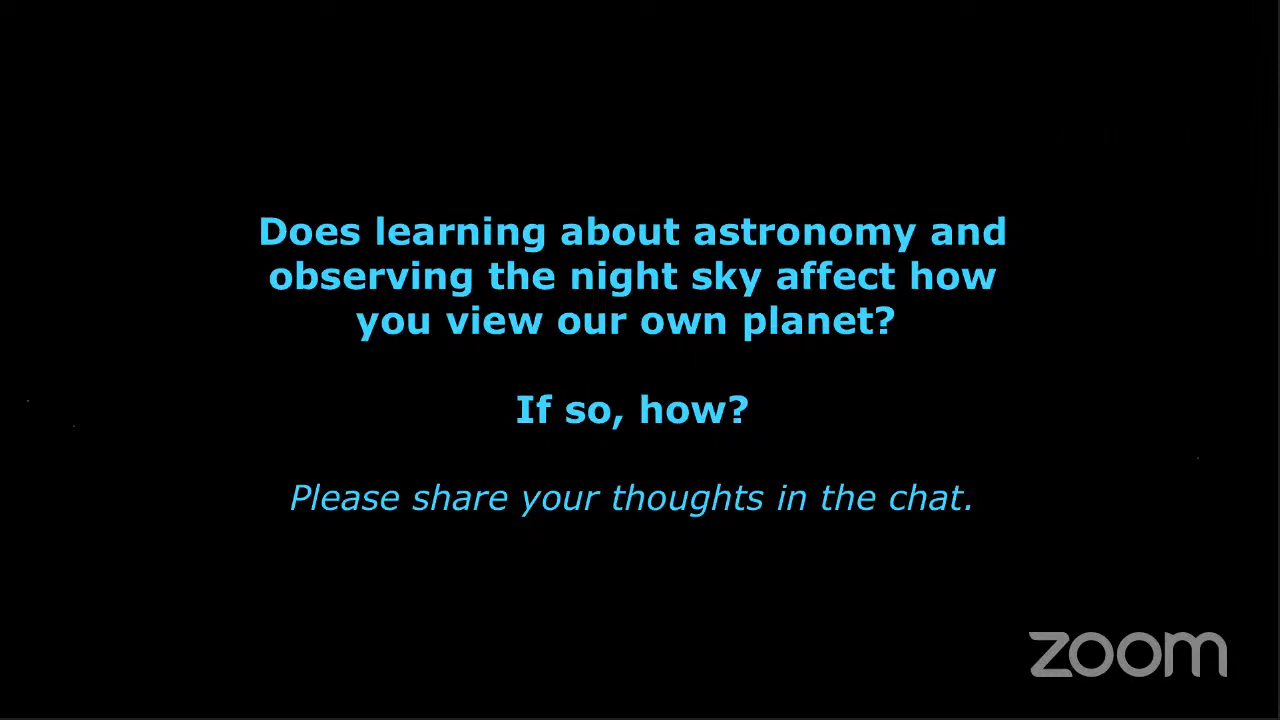 Does learning about astronomy and
observing the night sky affect how
you view our own planet?
If so, how?
Please share your thoughts in the chat.
zoom